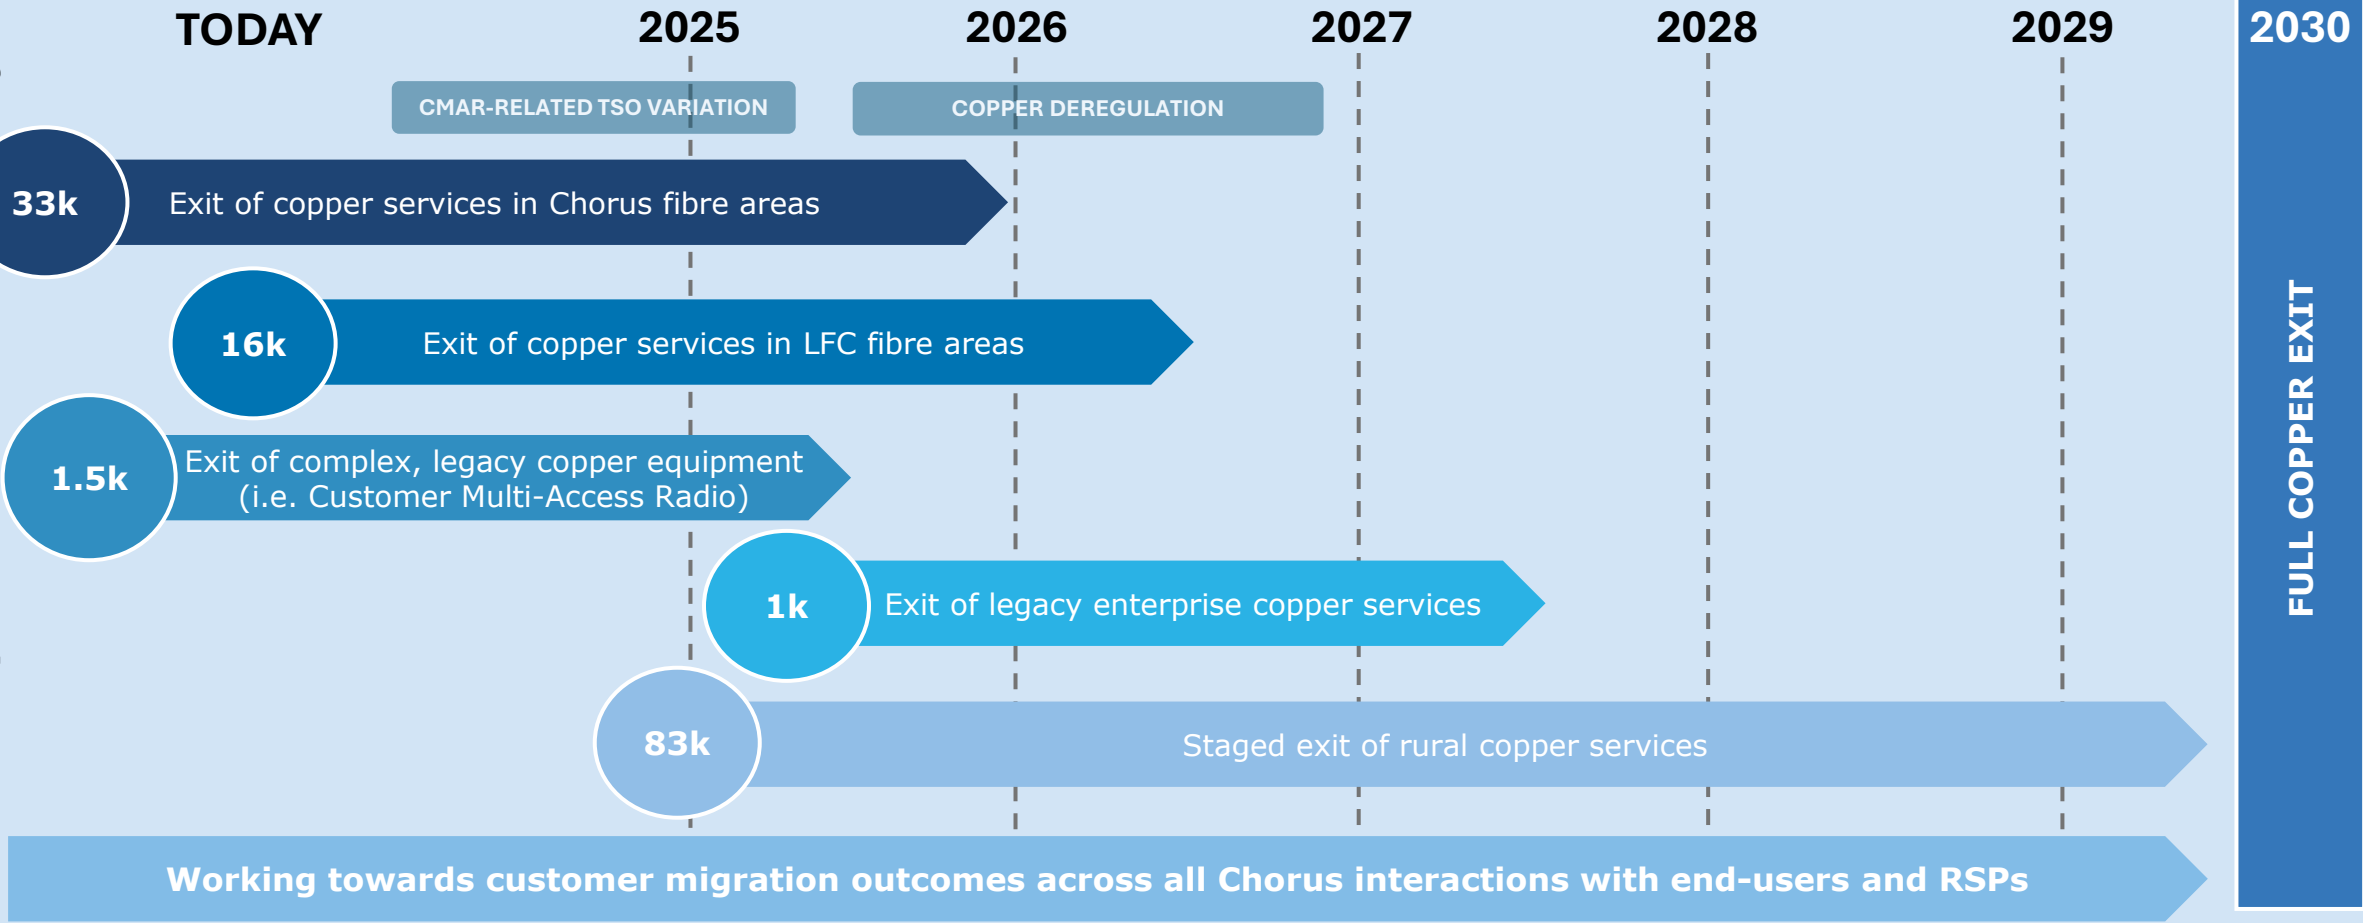 TODAY
2025
2026
2027
2028
2029
2030
CMAR-RELATED TSO VARIATION
COPPER DEREGULATION
33k
Exit of copper services in Chorus fibre areas
16k
Exit of copper services in LFC fibre areas
1.5k
Exit of complex, legacy copper equipment
(i.e. Customer Multi-Access Radio)
1k
Exit of legacy enterprise copper services
83k
Staged exit of rural copper services
Working towards customer migration outcomes across all Chorus interactions with end-users and RSPs
FULL COPPER EXIT